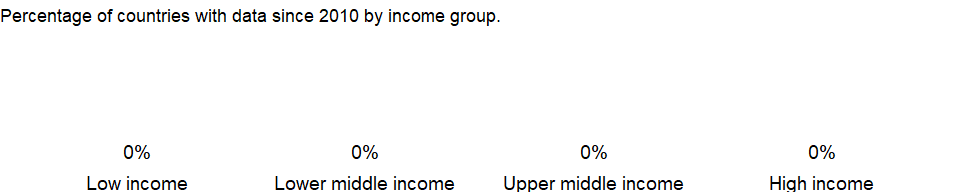 Percentage of countries with data since 2010 by income group.
0% 0% 0% 0%
Low income Lower middle income Upper middle income High income